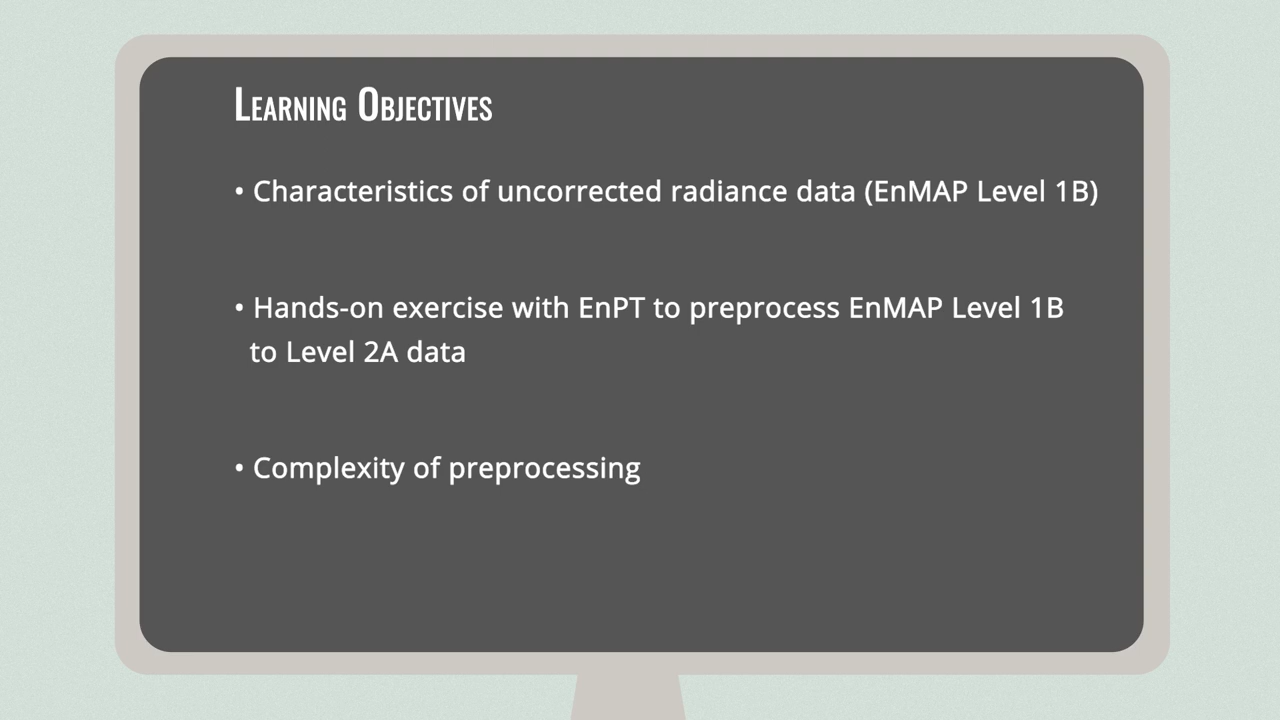 Learning Objectives
• Characteristics of uncorrected radiance data (EnMAP Level 1B)
• Hands-on exercise with EnPT to preprocess EnMAP Level 1B
to Level 2A data
• Complexity of preprocessing